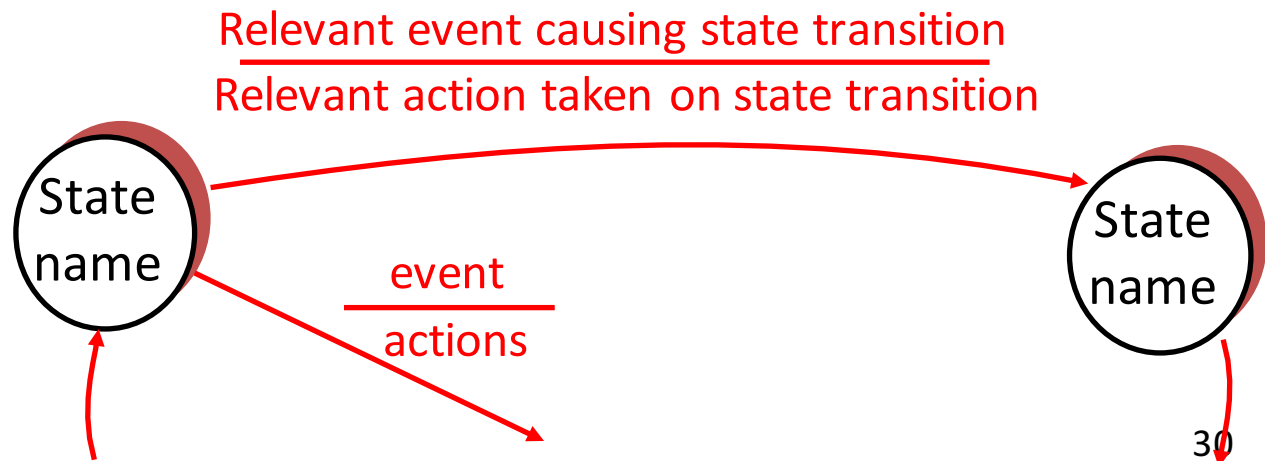 Relevant event causing state transition
Relevant action taken on state transition
State
name
State
name
event
actions
30